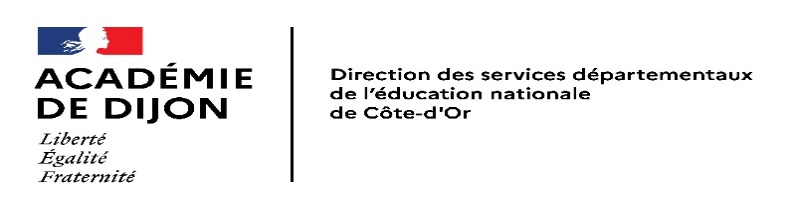 ACADÉMIE
DE DIJON
Liberté
Égalité
Fraternité
Direction des services départementaux
de l'éducation nationale
de Côte-d'Or